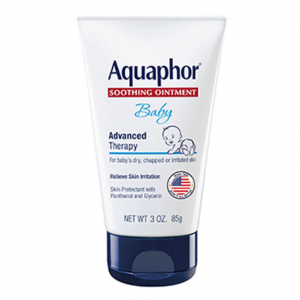 Aquaphor
SOOTHING OINTMENT
Baby
Advanced
Therapy
For baby's dry, chapped or irritated skin
Relieve Skin Irritation
Skin Protectant with
Panthenol and Glycerin
NET WT 3 OZ. 85g